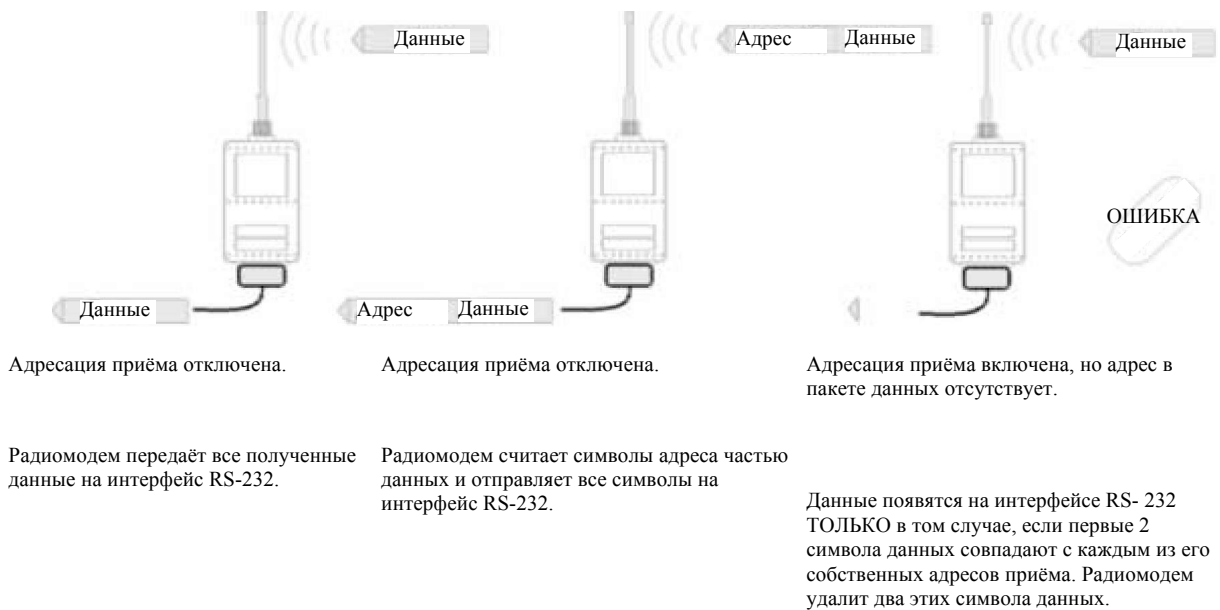 Данные
Адрес Данные
Данные
ОШИБКА
Данные
Адрес Данные
Адресация приёма отключена.
Радиомодем передаёт все полученные
данные на интерфейс RS-232.
Адресация приёма отключена.
Радиомодем считает символы адреса частью
данных и отправляет все символы на
интерфейс RS-232.
Адресация приёма включена, но адрес в
пакете данных отсутствует.
Данные появятся на интерфейсе RS- 232
ТОЛЬКО в том случае, если первые 2
символа данных совпадают с каждым из его
собственных адресов приёма. Радиомодем
удалит два этих символа данных.